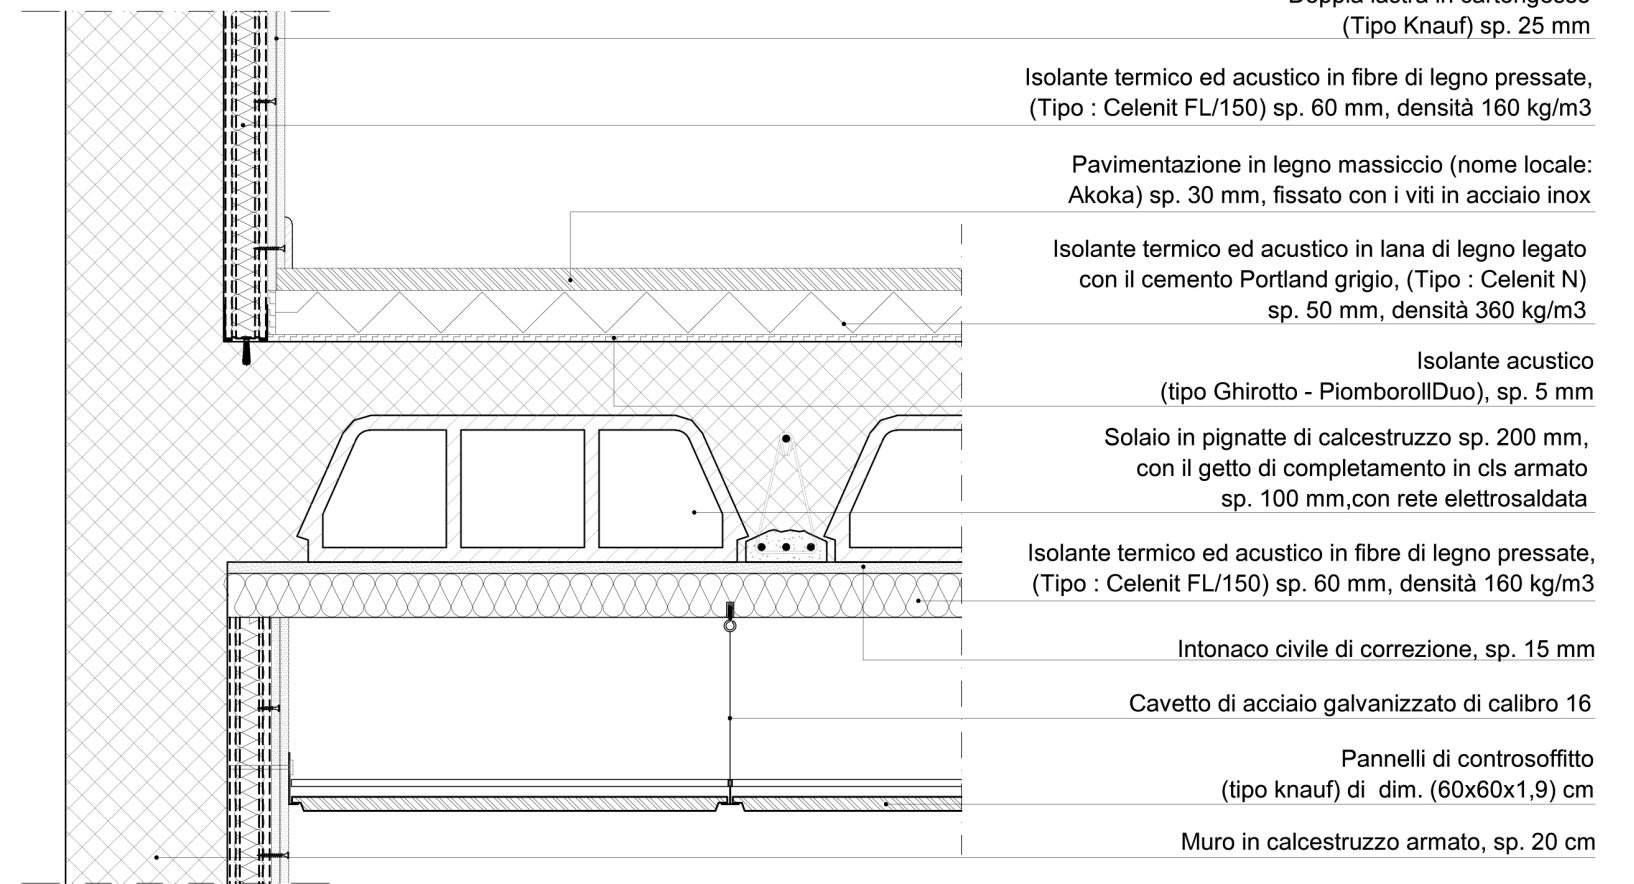 Doppia lastra in cartongesso
(Tipo Knauf) sp. 25 mm
Isolante termico ed acustico in fibre di legno pressate,
(Tipo : Celenit FL/150) sp. 60 mm, densità 160 kg/m3
Pavimentazione in legno massiccio (nome locale:
Akoka) sp. 30 mm, fissato con i viti in acciaio inox
Isolante termico ed acustico in lana di legno legato
con il cemento Portland grigio, (Tipo : Celenit N)
sp. 50 mm, densità 360 kg/m3
Isolante acustico
(tipo Ghirotto - PiomborollDuo), sp. 5 mm
Solaio in pignatte di calcestruzzo sp. 200 mm,
con il getto di completamento in cls armato
sp. 100 mm,con rete elettrosaldata
Isolante termico ed acustico in fibre di legno pressate,
(Tipo : Celenit FL/150) sp. 60 mm, densità 160 kg/m3
Intonaco civile di correzione, sp. 15 mm
Cavetto di acciaio galvanizzato di calibro 16
Pannelli di controsoffitto
(tipo knauf) di dim. (60x60x1,9) cm
Muro in calcestruzzo armato, sp. 20 cm